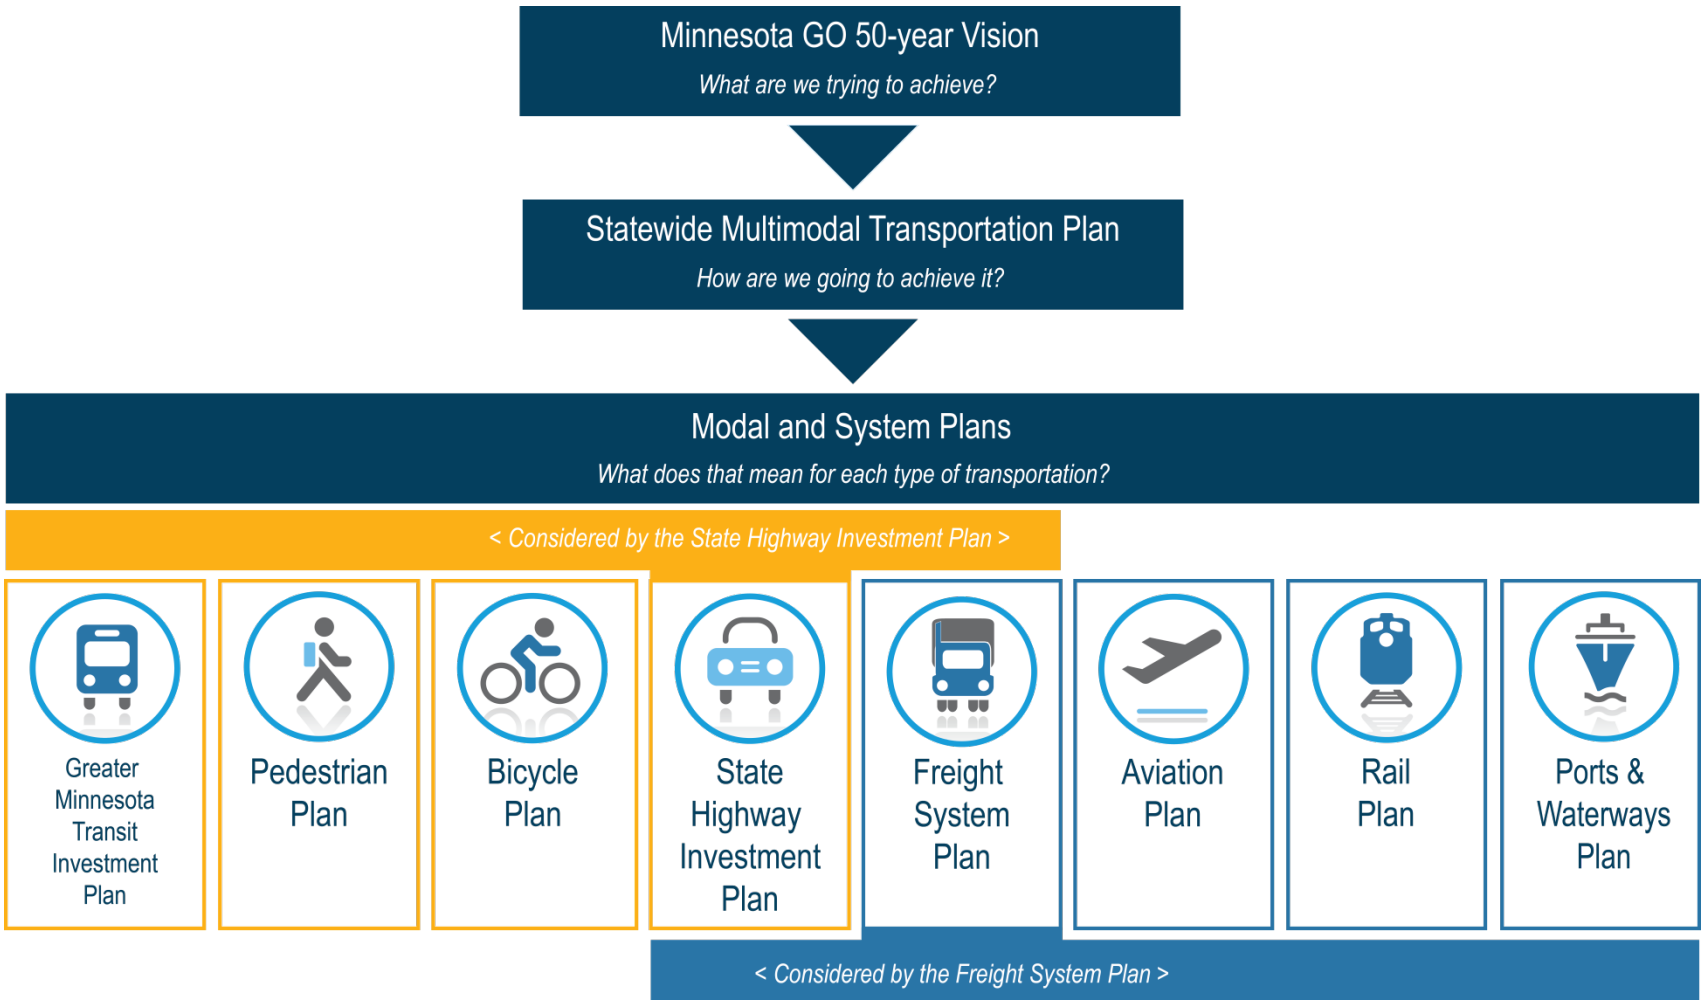 Minnesota GO 50-year Vision
What are we trying to achieve?
Statewide Multimodal Transportation Plan
How are we going to achieve it?
Modal and System Plans
What does that mean for each type of transportation?
< Considered by the State Highway Investment Plan >
Greater
Minnesota
Transit
Investment
Plan
Pedestrian
Plan
Bicycle
Plan
State
Highway
Investment
Plan
Freight
System
Plan
Aviation
Plan
Rail
Plan
Ports &
Waterways
Plan
< Considered by the Freight System Plan >